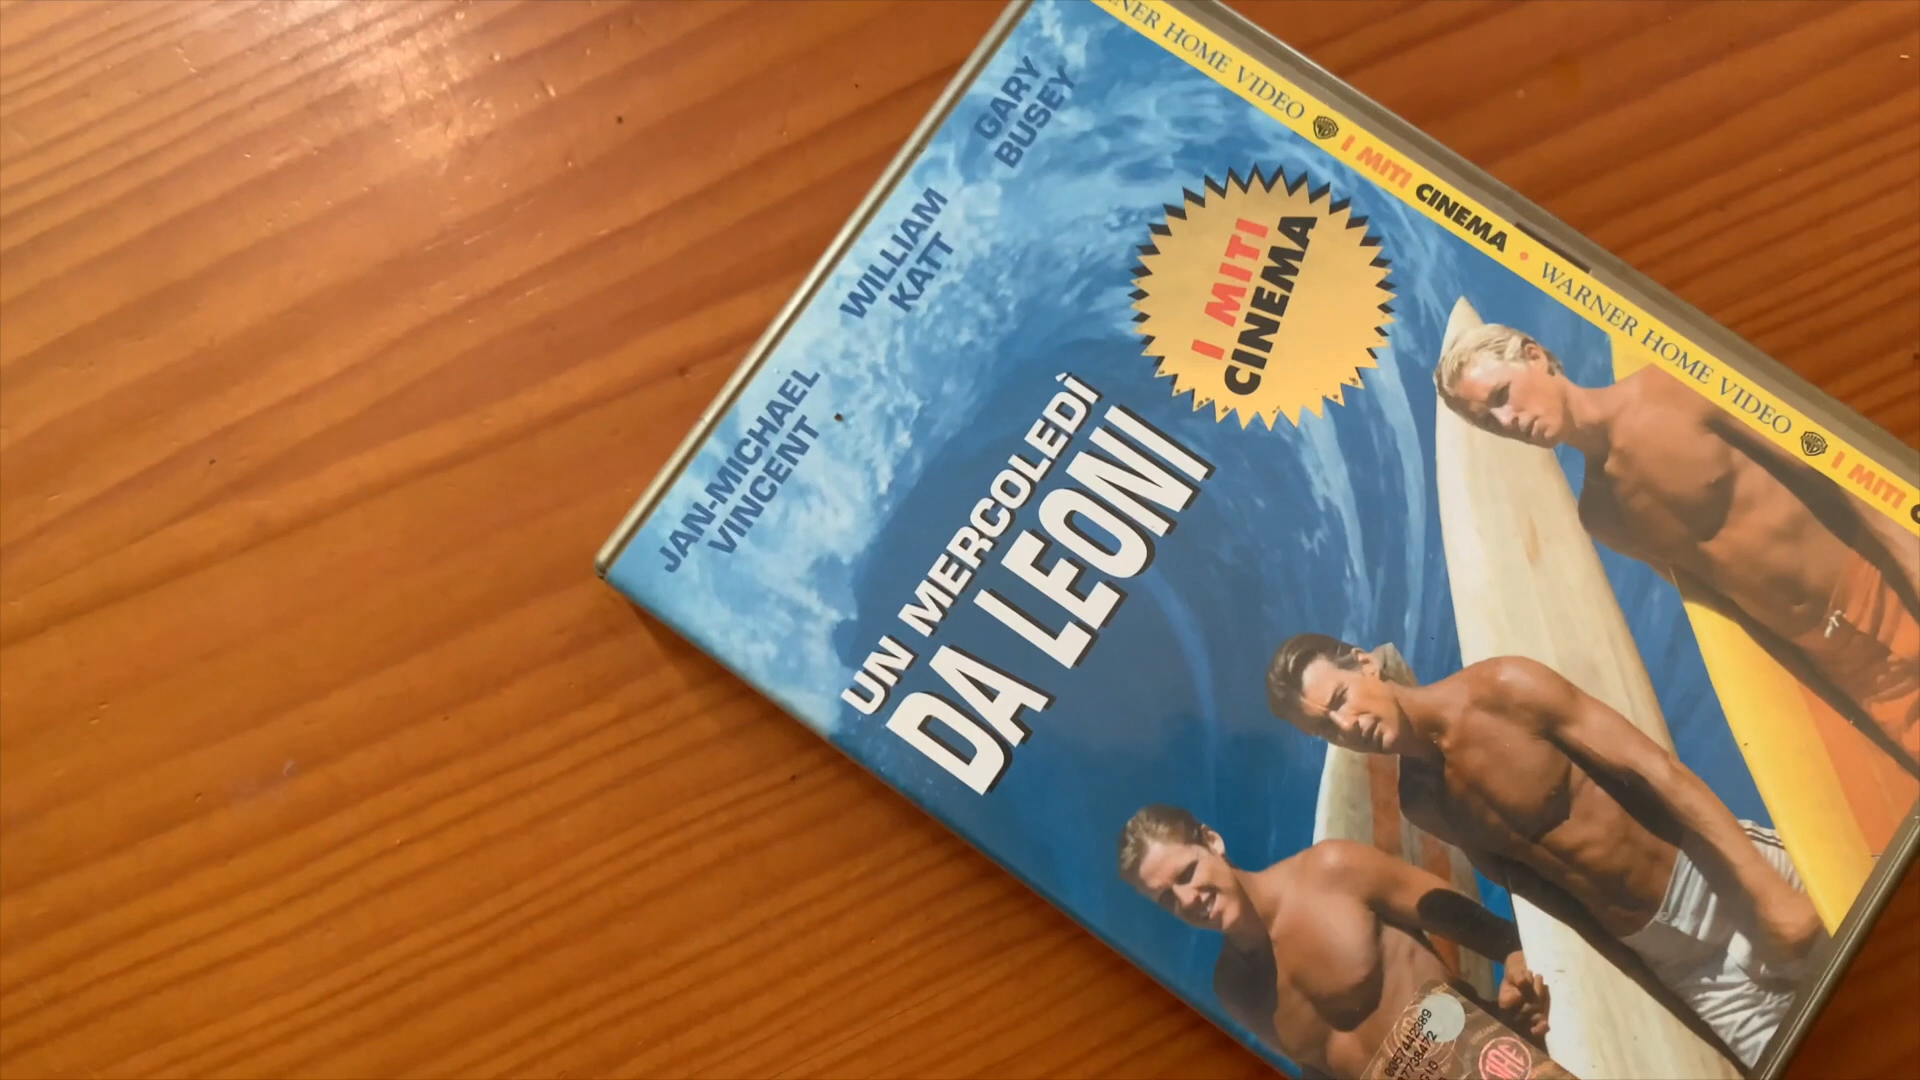 NER HOME VIDEO I MITI CINEMA • WARNER HOME VIDEO I MITI
JAN-MICHAEL
VINCENT
WILLIAM
KATT
GARY
BUSEY
I MITI
CINEMA
UN MERCOLEDÌ
DA LEONI